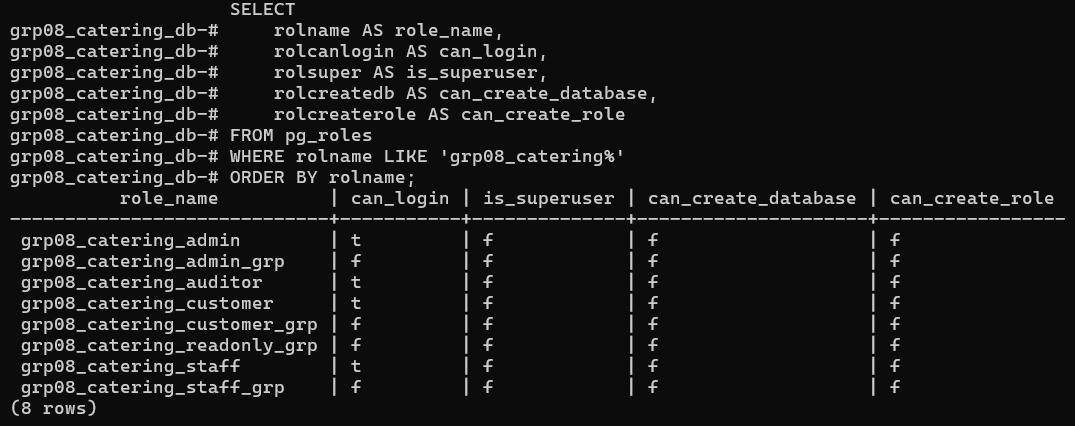 SELECT
grp08_catering_db-#     rolname AS role_name,
grp08_catering_db-#     rolcanlogin AS can_login,
grp08_catering_db-#     rolsuper AS is_superuser,
grp08_catering_db-#     rolcreatedb AS can_create_database,
grp08_catering_db-#     rolcreaterole AS can_create_role
grp08_catering_db-# FROM pg_roles
grp08_catering_db-# WHERE rolname LIKE 'grp08_catering%'
grp08_catering_db-# ORDER BY rolname;
          role_name          | can_login | is_superuser | can_create_database | can_create_role
-----------------------------+-----------+--------------+---------------------+-----------------
 grp08_catering_admin        | t         | f            | f                   | f
 grp08_catering_admin_grp    | f         | f            | f                   | f
 grp08_catering_auditor      | t         | f            | f                   | f
 grp08_catering_customer     | t         | f            | f                   | f
 grp08_catering_customer_grp | f         | f            | f                   | f
 grp08_catering_readonly_grp | f         | f            | f                   | f
 grp08_catering_staff        | t         | f            | f                   | f
 grp08_catering_staff_grp    | f         | f            | f                   | f
(8 rows)